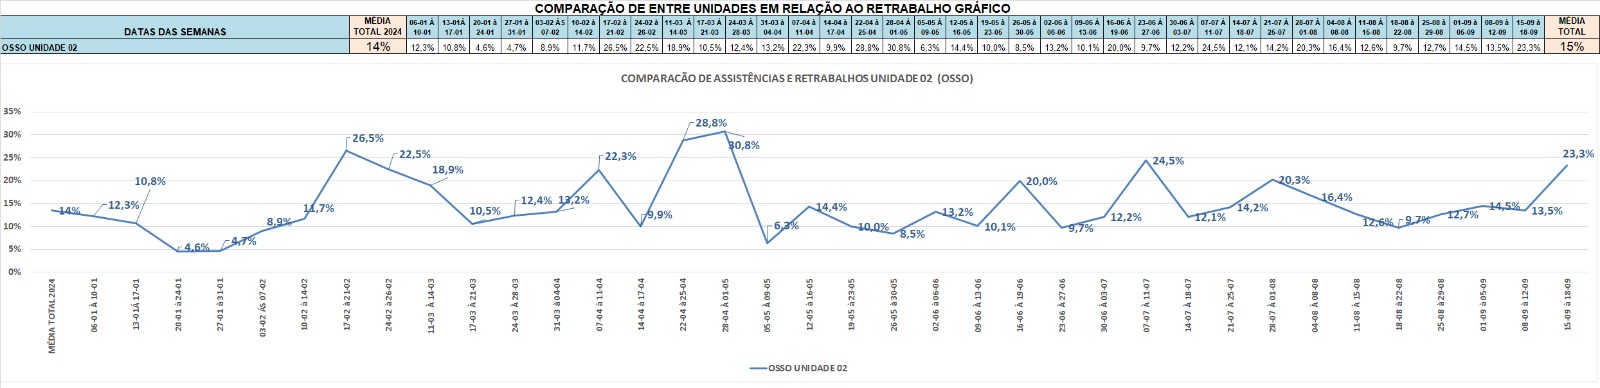 COMPARAÇÃO DE ENTRE UNIDADES EM RELAÇÃO AO RETRABALHO GRÁFICO
DATAS DAS SEMANAS MÉDIA TOTAL 2024 06-01 Á 10-01 13-01Á 17-01 20-01 à 24-01 27-01 à 31-01 03-02 ÁS 07-02 10-02 à 14-02 17-02 à 21-02 24-02 à 26-02 11-03 À 14-03 17-03 À 21-03 24-03 À 28-03 31-03 À 04-04 07-04 à 11-04 14-04 à 17-04 22-04 à 25-04 28-04 À 01-05 05-05 À 09-05 12-05 À 16-05 19-05 à 23-05 26-05 à 30-05 02-06 à 06-06 09-06 Á 13-06 16-06 À 19-06 23-06 À 27-06 30-06 À 03-07 07-07 à 11-07 14-07 à 18-07 21-07 à 25-07 28-07 À 01-08 04-08 À 08-08 11-08 À 15-08 18-08 à 22-08 25-08 à 29-08 01-09 À 05-09 08-09 À 12-09 15-09 à 18-09 MÉDIA TOTAL
OSSO UNIDADE 02 14% 12,3% 10,8% 4,6% 4,7% 8,9% 11,7% 26,5% 22,5% 18,9% 10,5% 12,4% 13,2% 22,3% 9,9% 28,8% 30,8% 6,3% 14,4% 10,0% 8,5% 13,2% 10,1% 20,0% 9,7% 12,2% 24,5% 12,1% 14,2% 20,3% 16,4% 12,6% 9,7% 12,7% 14,5% 13,5% 23,3% 15%
COMPARACÃO DE ASSISTÊNCIAS E RETRABALHOS UNIDADE 02 (OSSO)
35%
30%
25%
20%
15%
10%
5%
0%
14% 12,3% 10,8% 4,6% 4,7% 8,9% 11,7% 26,5% 22,5% 18,9% 10,5% 12,4% 13,2% 22,3% 9,9% 28,8% 30,8% 6,3% 14,4% 10,0% 8,5% 13,2% 10,1% 20,0% 9,7% 12,2% 24,5% 12,1% 14,2% 20,3% 16,4% 12,6% 9,7% 12,7% 14,5% 13,5% 23,3%
MÉDIA TOTAL 2024
06-01 À 10-01
13-01Á 17-01
20-01 à 24-01
27-01 à 31-01
03-02 ÁS 07-02
10-02 à 14-02
17-02 à 21-02
24-02 à 26-02
11-03 À 14-03
17-03 À 21-03
24-03 À 28-03
31-03 À 04-04
07-04 à 11-04
14-04 à 17-04
22-04 à 25-04
28-04 À 01-05
05-05 À 09-05
12-05 À 16-05
19-05 à 23-05
26-05 à 30-05
02-06 à 06-06
09-06 Á 13-06
16-06 À 19-06
23-06 À 27-06
30-06 À 03-07
07-07 à 11-07
14-07 à 18-07
21-07 à 25-07
28-07 À 01-08
04-08 À 08-08
11-08 À 15-08
18-08 à 22-08
25-08 à 29-08
01-09 À 05-09
08-09 À 12-09
15-09 à 18-09
OSSO UNIDADE 02